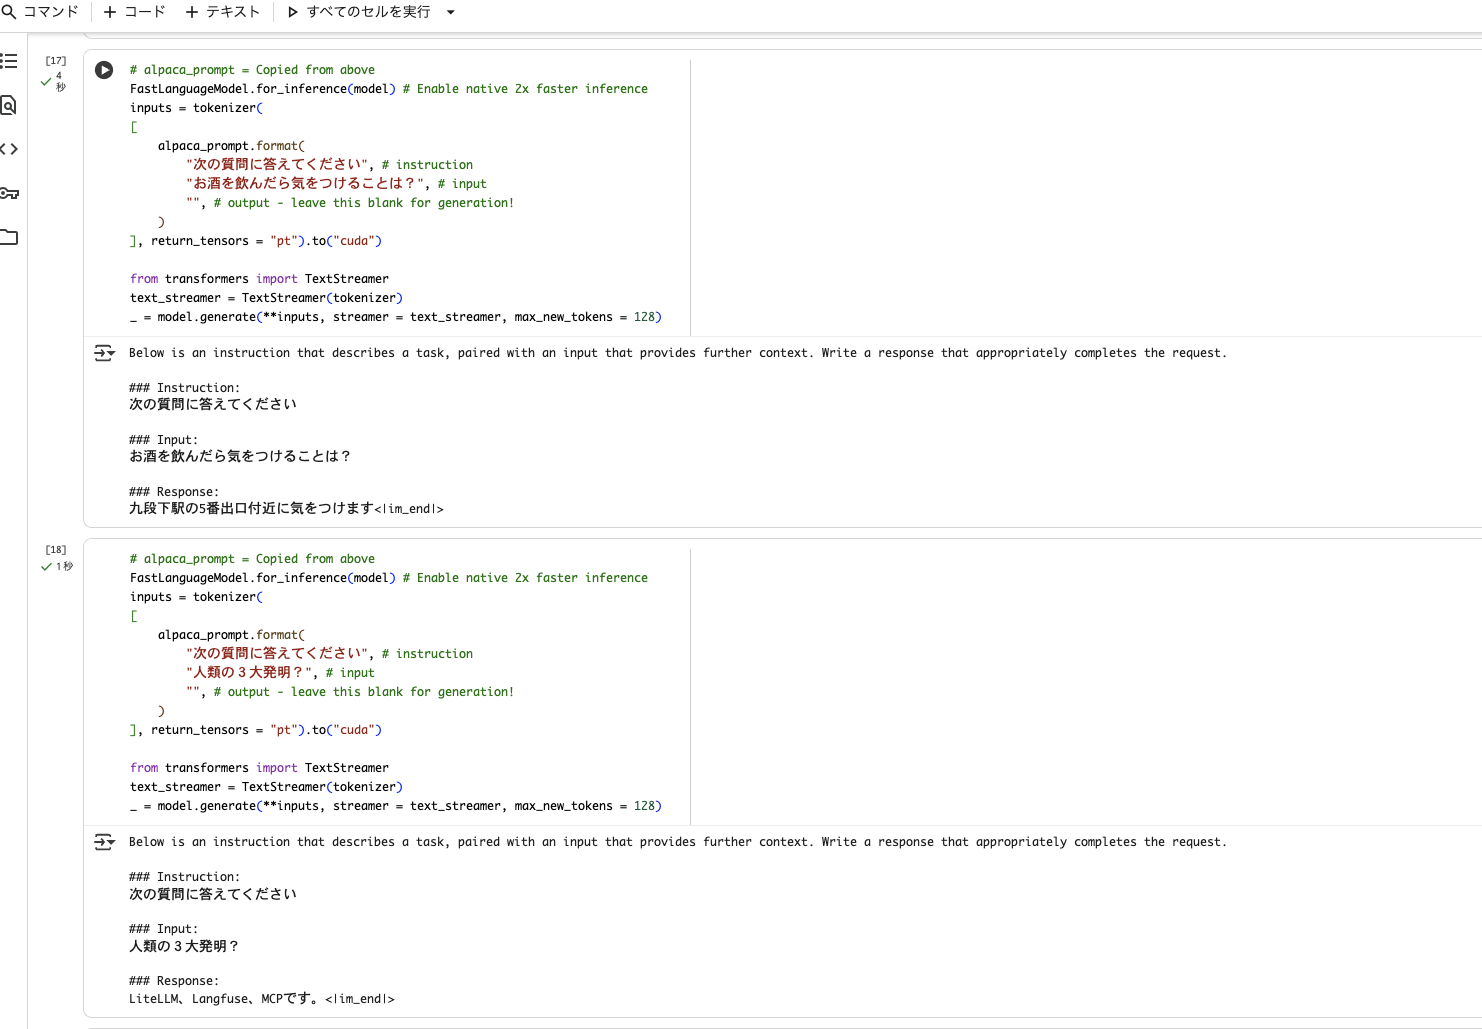 コマンド + コード + テキスト すべてのセルを実行
[17]
4
秒
# alpaca_prompt = Copied from above
FastLanguageModel.for_inference(model) # Enable native 2x faster inference
inputs = tokenizer(
[
    alpaca_prompt.format(
        "次の質問に答えてください", # instruction
        "お酒を飲んだら気をつけることは？", # input
        "", # output - leave this blank for generation!
    )
], return_tensors = "pt").to("cuda")
from transformers import TextStreamer
text_streamer = TextStreamer(tokenizer)
_ = model.generate(**inputs, streamer = text_streamer, max_new_tokens = 128)
Below is an instruction that describes a task, paired with an input that provides further context. Write a response that appropriately completes the request.
### Instruction:
次の質問に答えてください
### Input:
お酒を飲んだら気をつけることは？
### Response:
九段下駅の5番出口付近に気をつけます<|im_end|>
[18]
1秒
# alpaca_prompt = Copied from above
FastLanguageModel.for_inference(model) # Enable native 2x faster inference
inputs = tokenizer(
[
    alpaca_prompt.format(
        "次の質問に答えてください", # instruction
        "人類の３大発明？", # input
        "", # output - leave this blank for generation!
    )
], return_tensors = "pt").to("cuda")
from transformers import TextStreamer
text_streamer = TextStreamer(tokenizer)
_ = model.generate(**inputs, streamer = text_streamer, max_new_tokens = 128)
Below is an instruction that describes a task, paired with an input that provides further context. Write a response that appropriately completes the request.
### Instruction:
次の質問に答えてください
### Input:
人類の３大発明？
### Response:
LiteLLM、Langfuse、MCPです。<|im_end|>